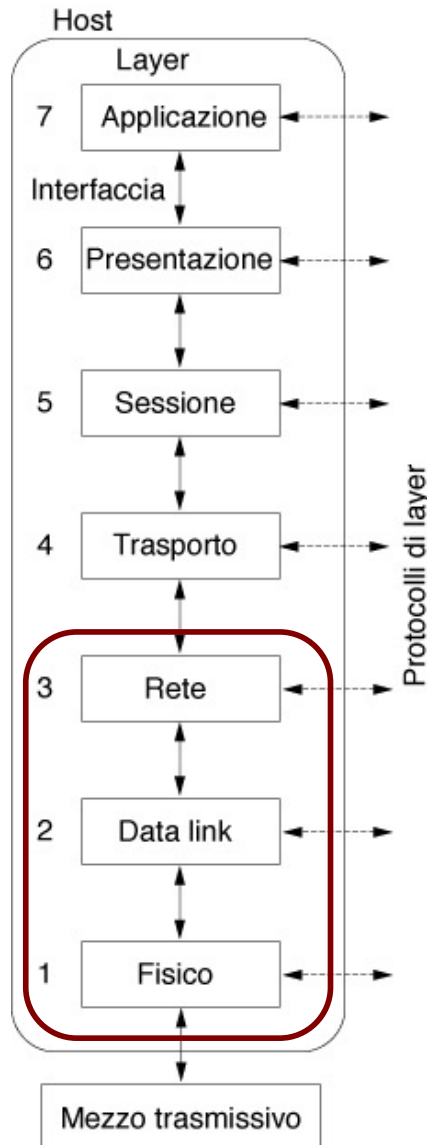 Host
Layer
7 Applicazione
Interfaccia
6 Presentazione
5 Sessione
4 Trasporto
Protocolli di layer
3 Rete
2 Data link
1 Fisico
Mezzo trasmissivo